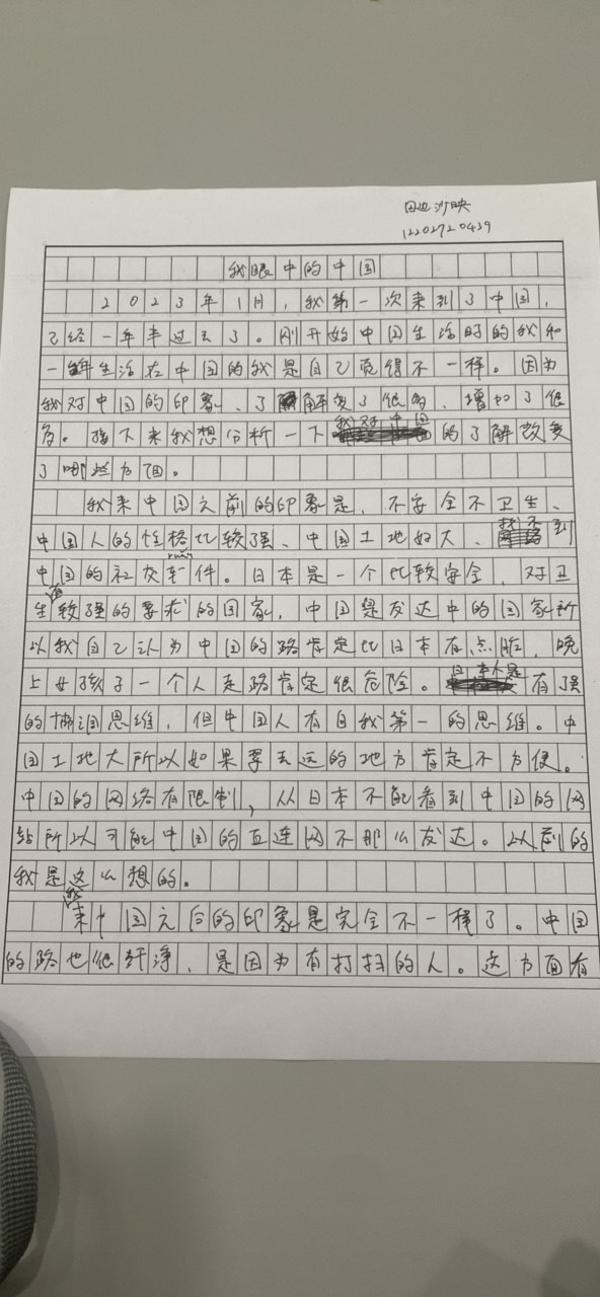 田边沙映
12202720439
我眼中的中国
2023年1月,我第一次来到了中国,
己经一年半过去了。刚开始中国生活时的我和
一年半生活在中国的我是自己觉得不一样。因为
我对中国的印象、了解变了很多、增加了很
多。接下来我想分析一下我对中国的了解改变
了哪些方面。
我来中国之前的印象是,不安全不卫生、
中国人的性格比较强、中国土地好大、找不到
中国的社交软件。日本是一个比较安全,对卫
生较强的要求的国家,中国是发达中的国家所
以我自己认为中国的路肯定比日本有点脏,晚
上女孩子一个人走路肯定很危险。日本人是有强
的协调思维,但中国人有自我第一的思维。中
国土地大所以如果要去远的地方肯定不方便。
中国的网络有限制,从日本不能看到中国的网
站所以可能中国的互连网不那么发达。以前的
我是这么想的。
我来中国之后的印象是完全不一样了。中国
的路也很干净、是因为有打扫的人。这方面有